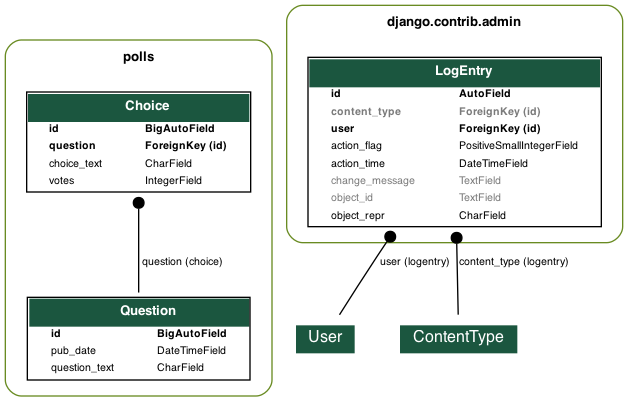 polls
Choice
id BigAutoField
question ForeignKey (id)
choice_text CharField
votes IntegerField
question (choice)
Question
id BigAutoField
pub_date DateTimeField
question_text CharField
django.contrib.admin
LogEntry
id AutoField
content_type ForeignKey (id)
user ForeignKey (id)
action_flag PositiveSmallIntegerField
action_time DateTimeField
change_message TextField
object_id TextField
object_repr CharField
user (logentry) content_type (logentry)
User ContentType